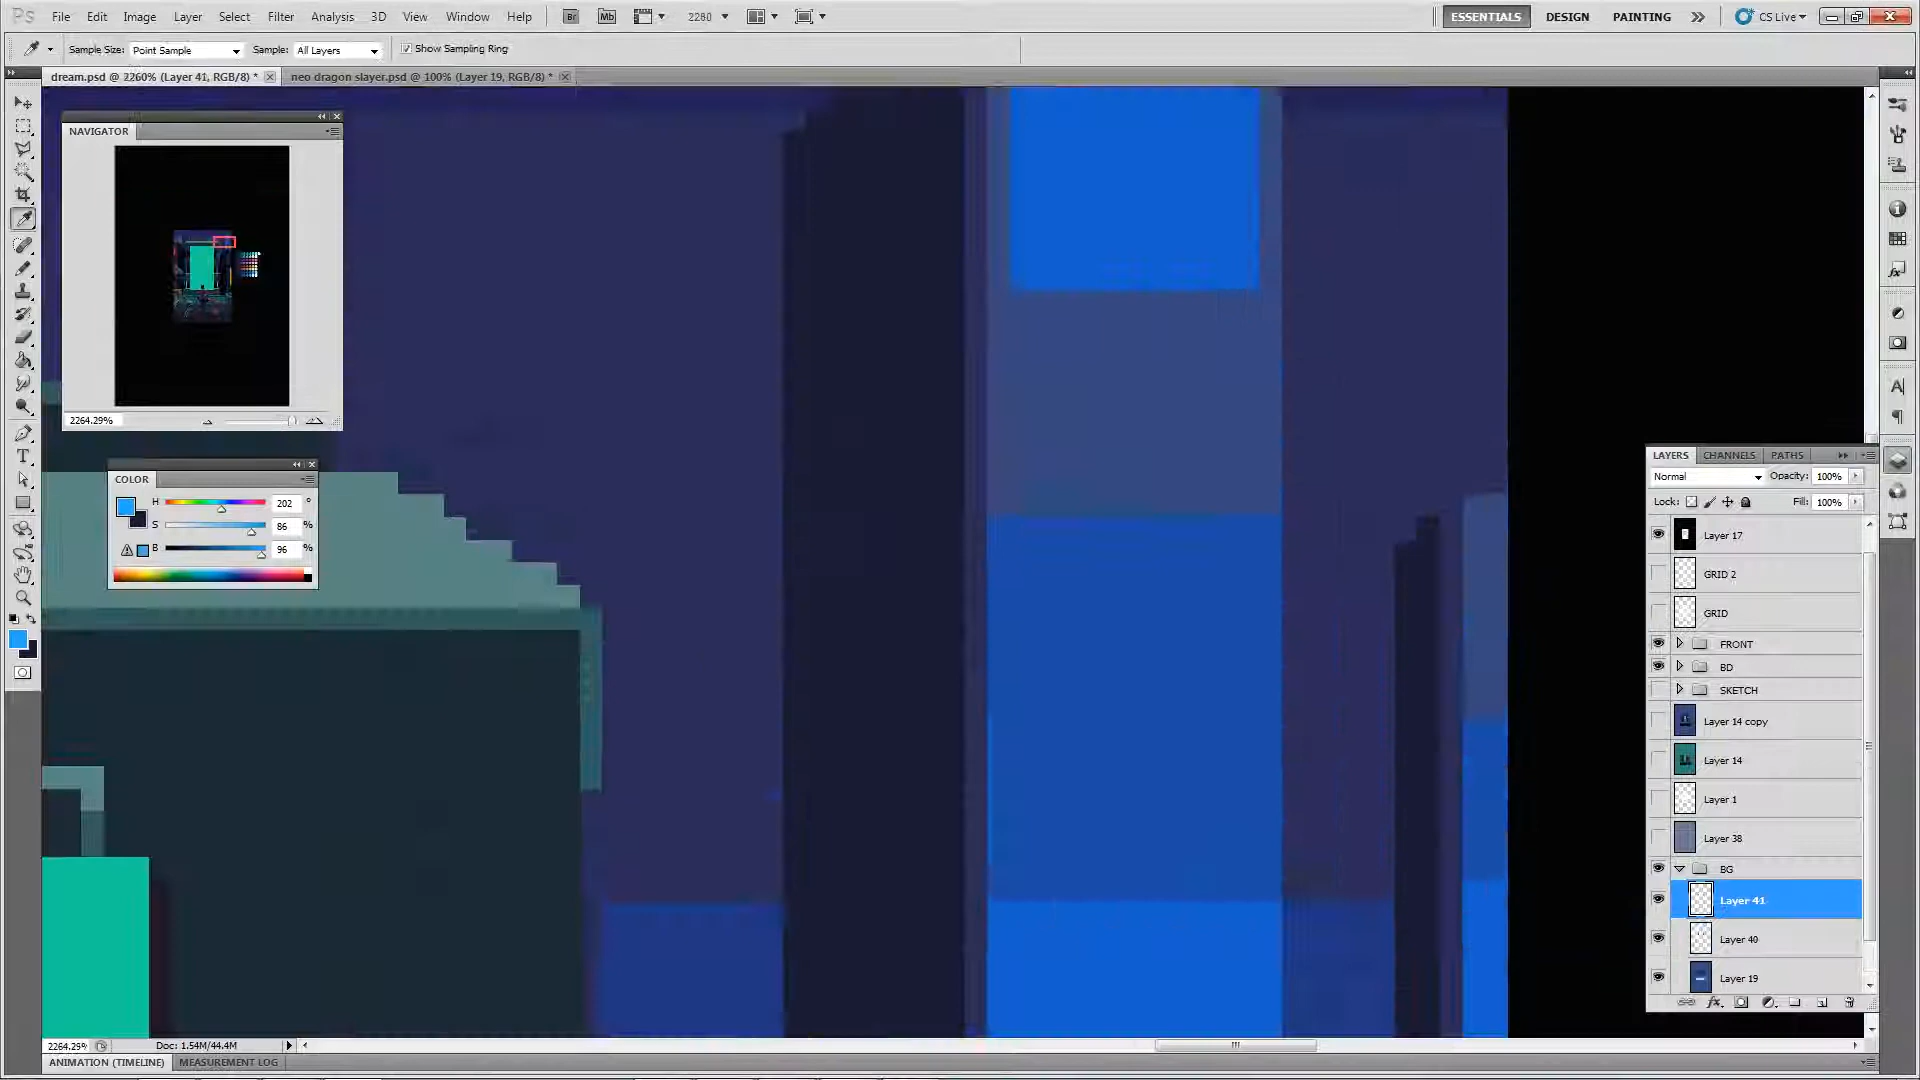 Ps File Edit Image Layer Select Filter Analysis 3D View Window Help Br Mb 2260 ESSENTIALS DESIGN PAINTING CS Live
Sample Size: Point Sample Sample: All Layers Show Sampling Ring
dream.psd @ 2260% (Layer 41, RGB/8) * neo dragon slayer.psd @ 100% (Layer 19, RGB/8) *
NAVIGATOR
2264.29%
COLOR
H 202 °
S 86 %
B 96 %
LAYERS CHANNELS PATHS
Normal Opacity: 100%
Lock: Fill: 100%
Layer 17
GRID 2
GRID
FRONT
BD
SKETCH
Layer 14 copy
Layer 14
Layer 1
Layer 38
BG
Layer 41
Layer 40
Layer 19
2264.29% Doc: 1.54M/44.4M
ANIMATION (TIMELINE) MEASUREMENT LOG